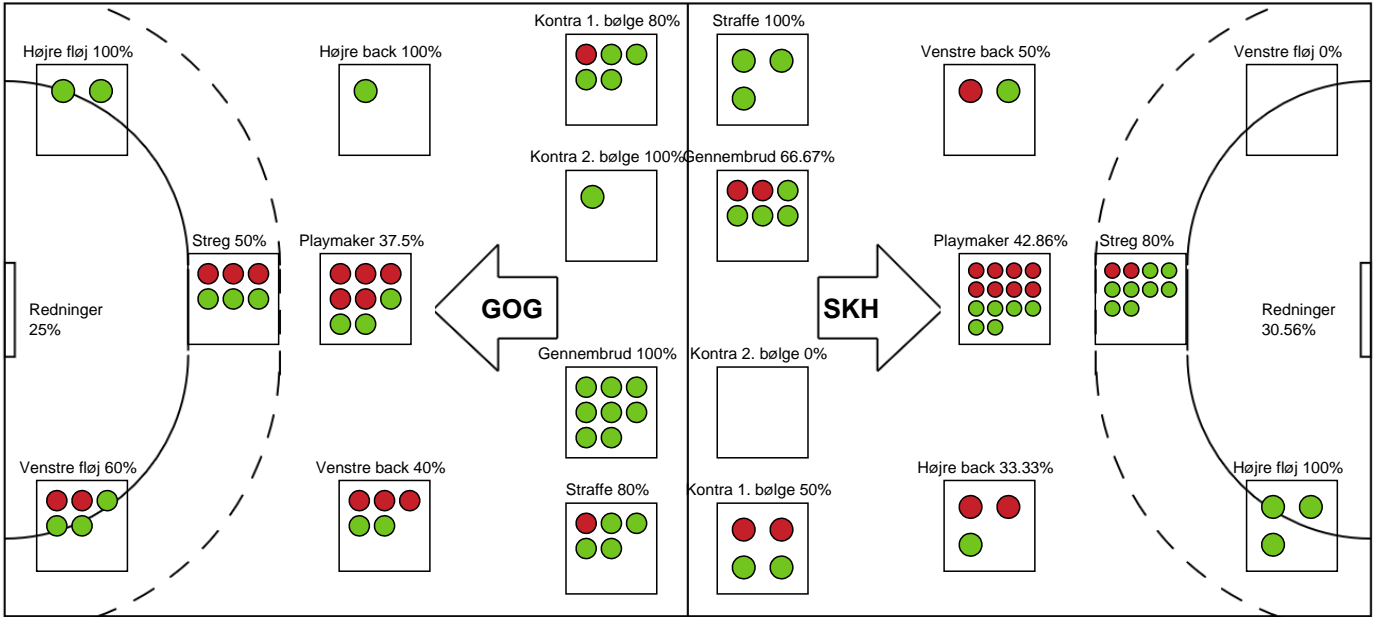 Kontra 1. bølge 80%
Straffe 100%
Højre fløj 100%
Højre back 100%
Venstre back 50%
Venstre fløj 0%
Kontra 2. bølge 100%
Gennembrud 66.67%
Streg 50%
Playmaker 37.5%
Playmaker 42.86%
Streg 80%
Redninger
25%
GOG
SKH
Redninger
30.56%
Gennembrud 100%
Kontra 2. bølge 0%
Venstre fløj 60%
Venstre back 40%
Straffe 80%
Kontra 1. bølge 50%
Højre back 33.33%
Højre fløj 100%